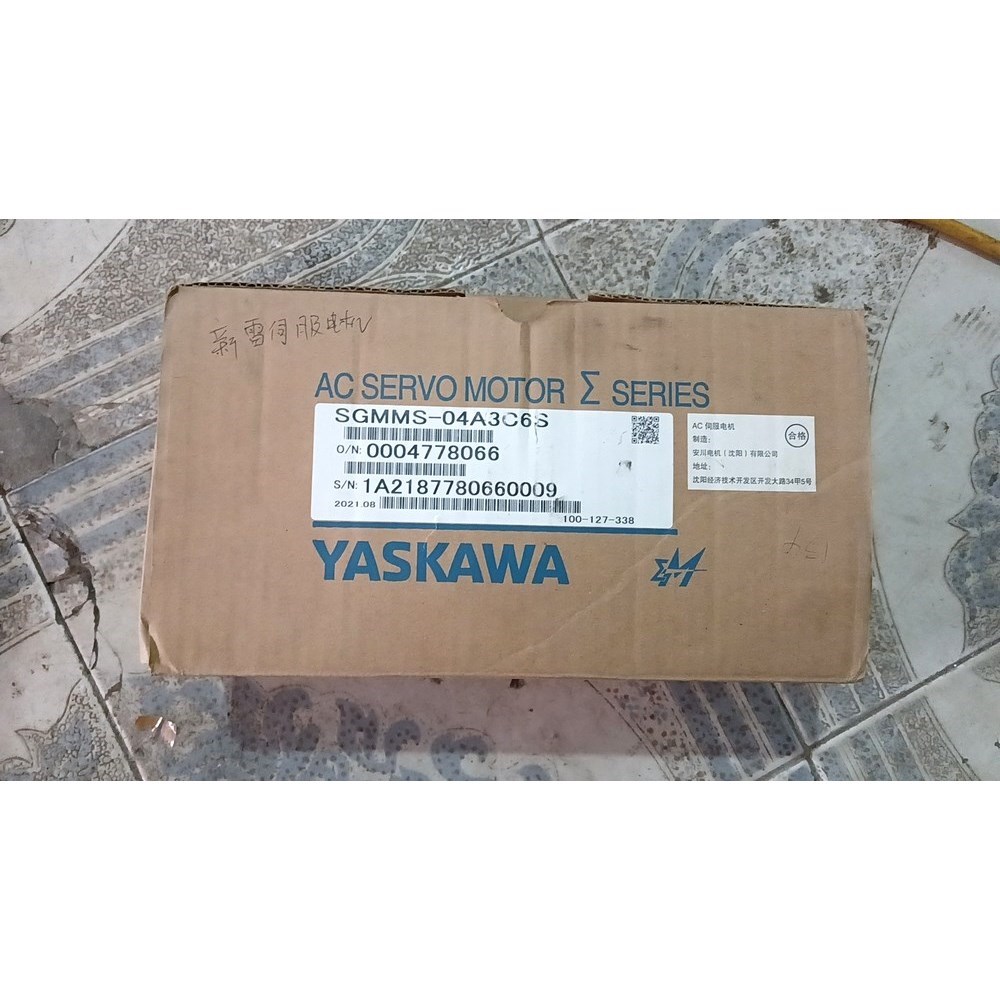 新雷伺服电机
AC SERVO MOTOR Σ SERIES
SGMMS-04A3C6S
O/N: 0004778066
S/N: 1A2187780660009
2021.08
100-127-338
AC 伺服电机
制造:
安川电机(沈阳)有限公司
地址:
沈阳经济技术开发区开发大路34甲5号
合格
YASKAWA